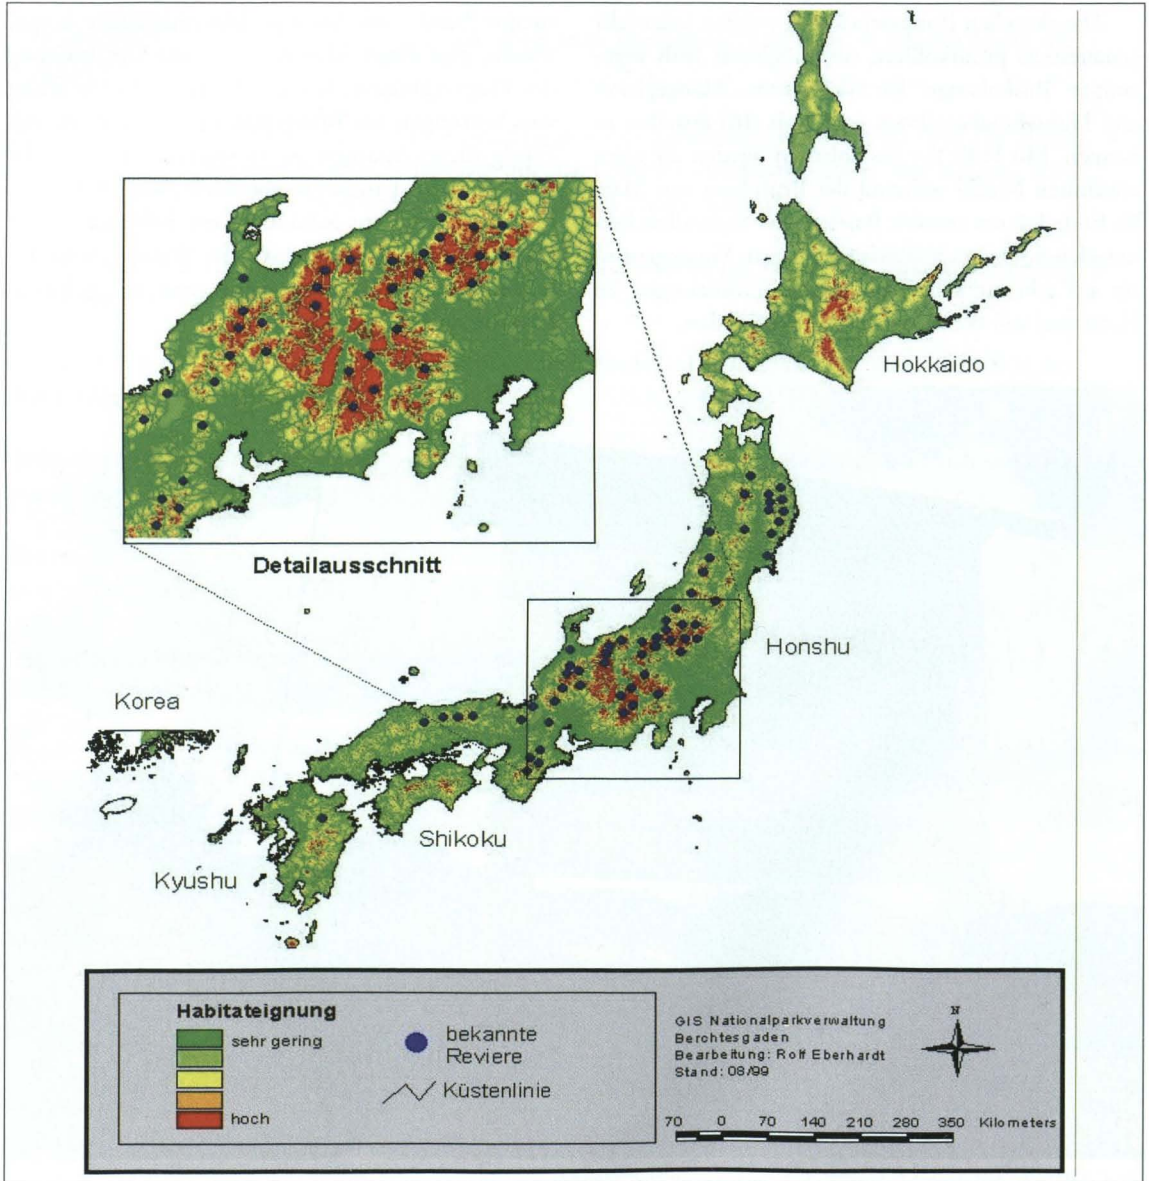 Hokkaido
Detailausschnitt
Honshu
Korea
Shikoku
Kyushu
Habitateignung
sehr gering
hoch
bekannte
Reviere
Küstenlinie
GIS Nationalparkverwaltung
Berchtesgaden
Bearbeitung: Rolf Eberhardt
Stand: 08/99
N
70 0 70 140 210 280 350 Kilometers